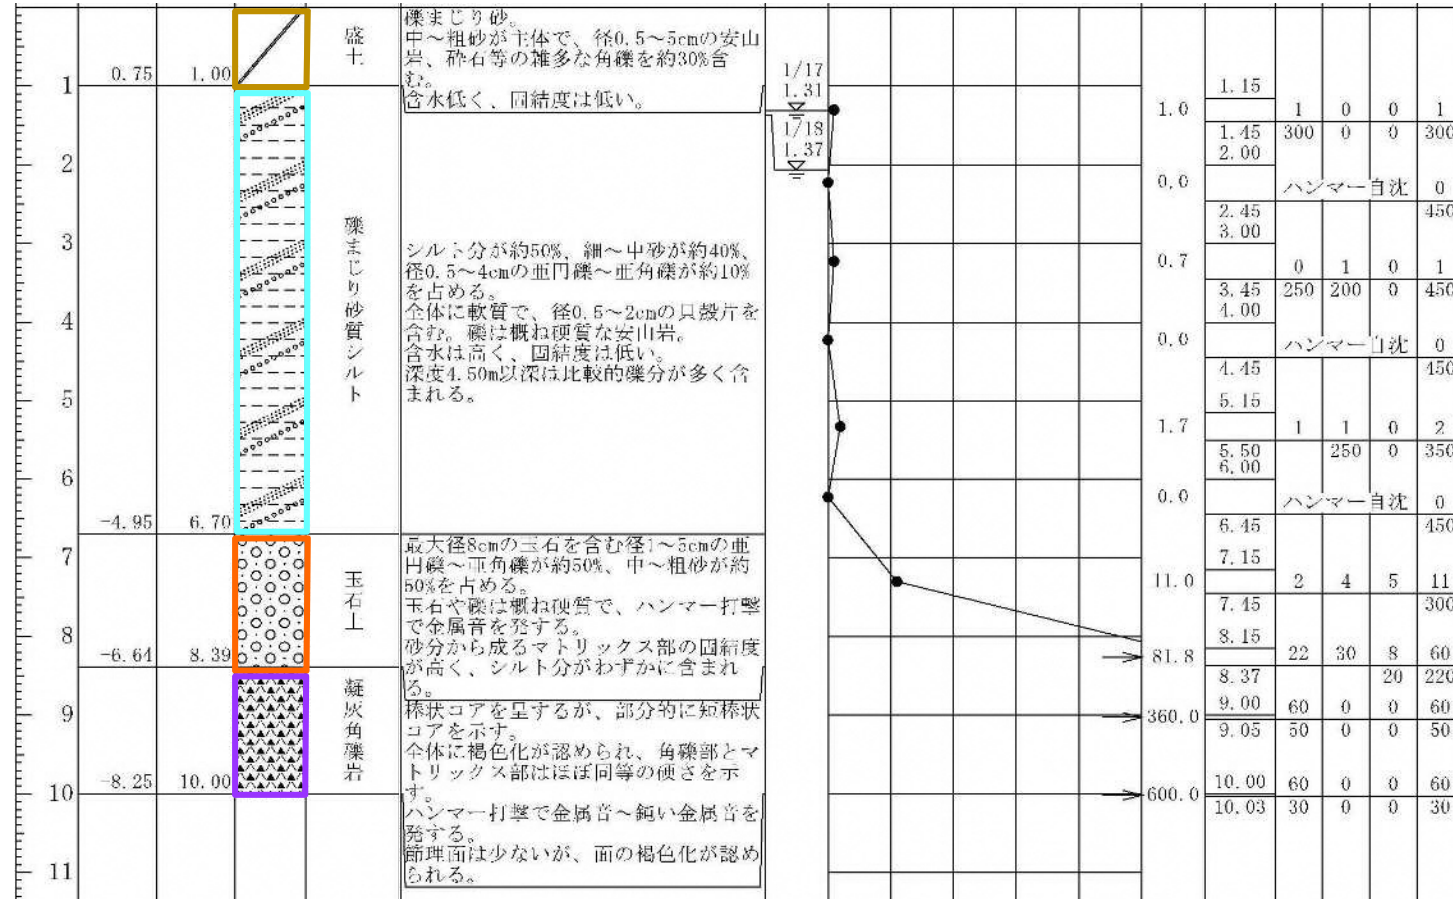 礫まじり砂。
中～粗砂が主体で、径0.5～5cmの安山
岩、砕石等の雑多な角礫を約30%含
む。
含水低く、固結度は低い。
盛土
0.75 1.00
1
1/17
1.31
1/18
1.37
1.0
1.15
1 0 0 1
1.45 300 0 0 300
2
2.00
0.0
ハンマー自沈 0
2.45 450
礫まじり砂質シルト
シルト分が約50%、細～中砂が約40%、
径0.5～4cmの亜円礫～亜角礫が約10%
を占める。
全体に軟質で、径0.5～2cmの貝殻片を
含む。礫は概ね硬質な安山岩。
含水は高く、固結度は低い。
深度4.50m以深は比較的礫分が多く含
まれる。
3
3.00
0.7
0 1 0 1
3.45 250 200 0 450
4
4.00
0.0
ハンマー自沈 0
4.45 450
5
5.15
1.7
1 1 0 2
5.50 250 0 350
6
6.00
0.0
ハンマー自沈 0
6.45 450
-4.95 6.70
最大径8cmの玉石を含む径1～5cmの亜
円礫～亜角礫が約50%、中～粗砂が約
50%を占める。
玉石や礫は概ね硬質で、ハンマー打撃
で金属音を発する。
砂分から成るマトリックス部の固結度
が高く、シルト分がわずかに含まれ
る。
玉石土
7
7.15
11.0
2 4 5 11
7.45 300
8
8.15
-6.64 8.39
81.8
22 30 8 60
8.37 20 220
凝灰角礫岩
棒状コアを呈するが、部分的に短棒状
コアを示す。
全体に褐色化が認められ、角礫部とマ
トリックス部はほぼ同等の硬さを示
す。
ハンマー打撃で金属音～鈍い金属音を
発する。
節理面は少ないが、面の褐色化が認め
られる。
9
360.0
9.00 60 0 0 60
9.05 50 0 0 50
-8.25 10.00
10
600.0
10.00 60 0 0 60
10.03 30 0 0 30
11